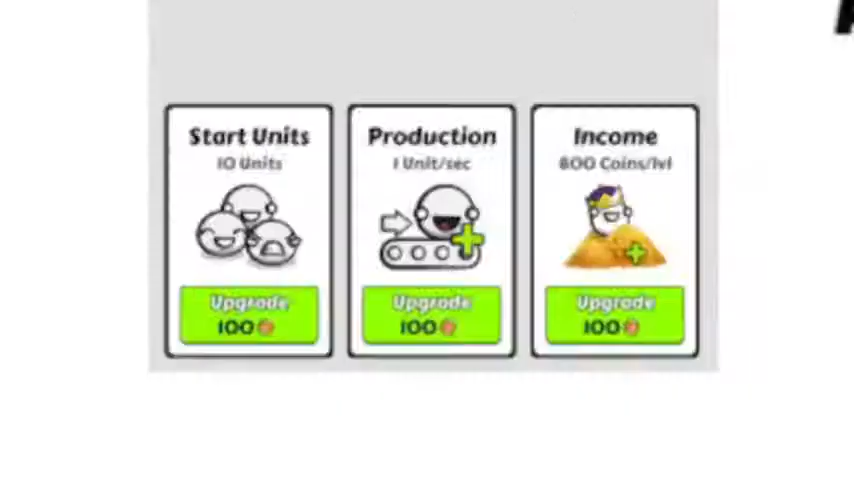 Start Units
10 Units
Upgrade
100
Production
1 Unit/sec
Upgrade
100
Income
800 Coins/lvl
Upgrade
100